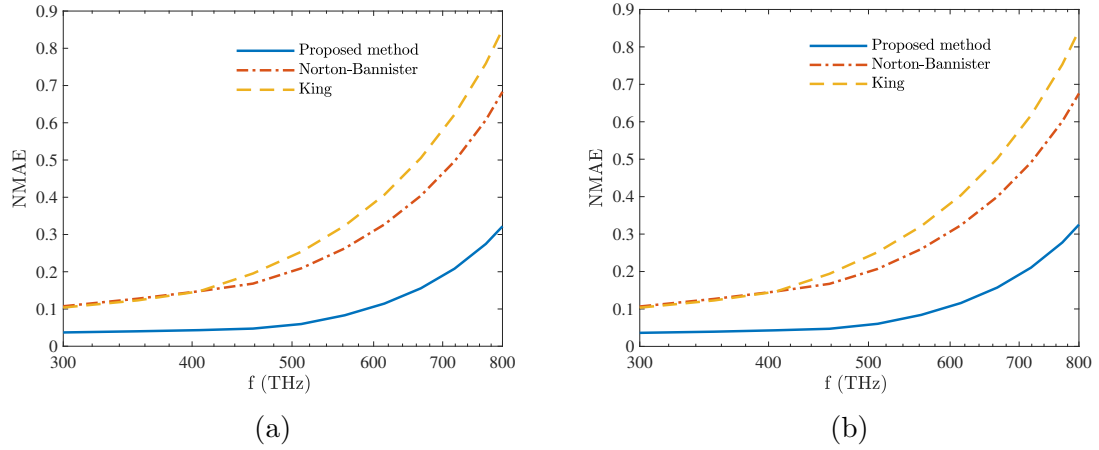 0.9
0.8
0.7
0.6
0.5
0.4
0.3
0.2
0.1
0
NMAE
Proposed method
Norton-Bannister
King
300 400 500 600 700 800
f (THz)
(a)
0.9
0.8
0.7
0.6
0.5
0.4
0.3
0.2
0.1
0
NMAE
Proposed method
Norton-Bannister
King
300 400 500 600 700 800
f (THz)
(b)